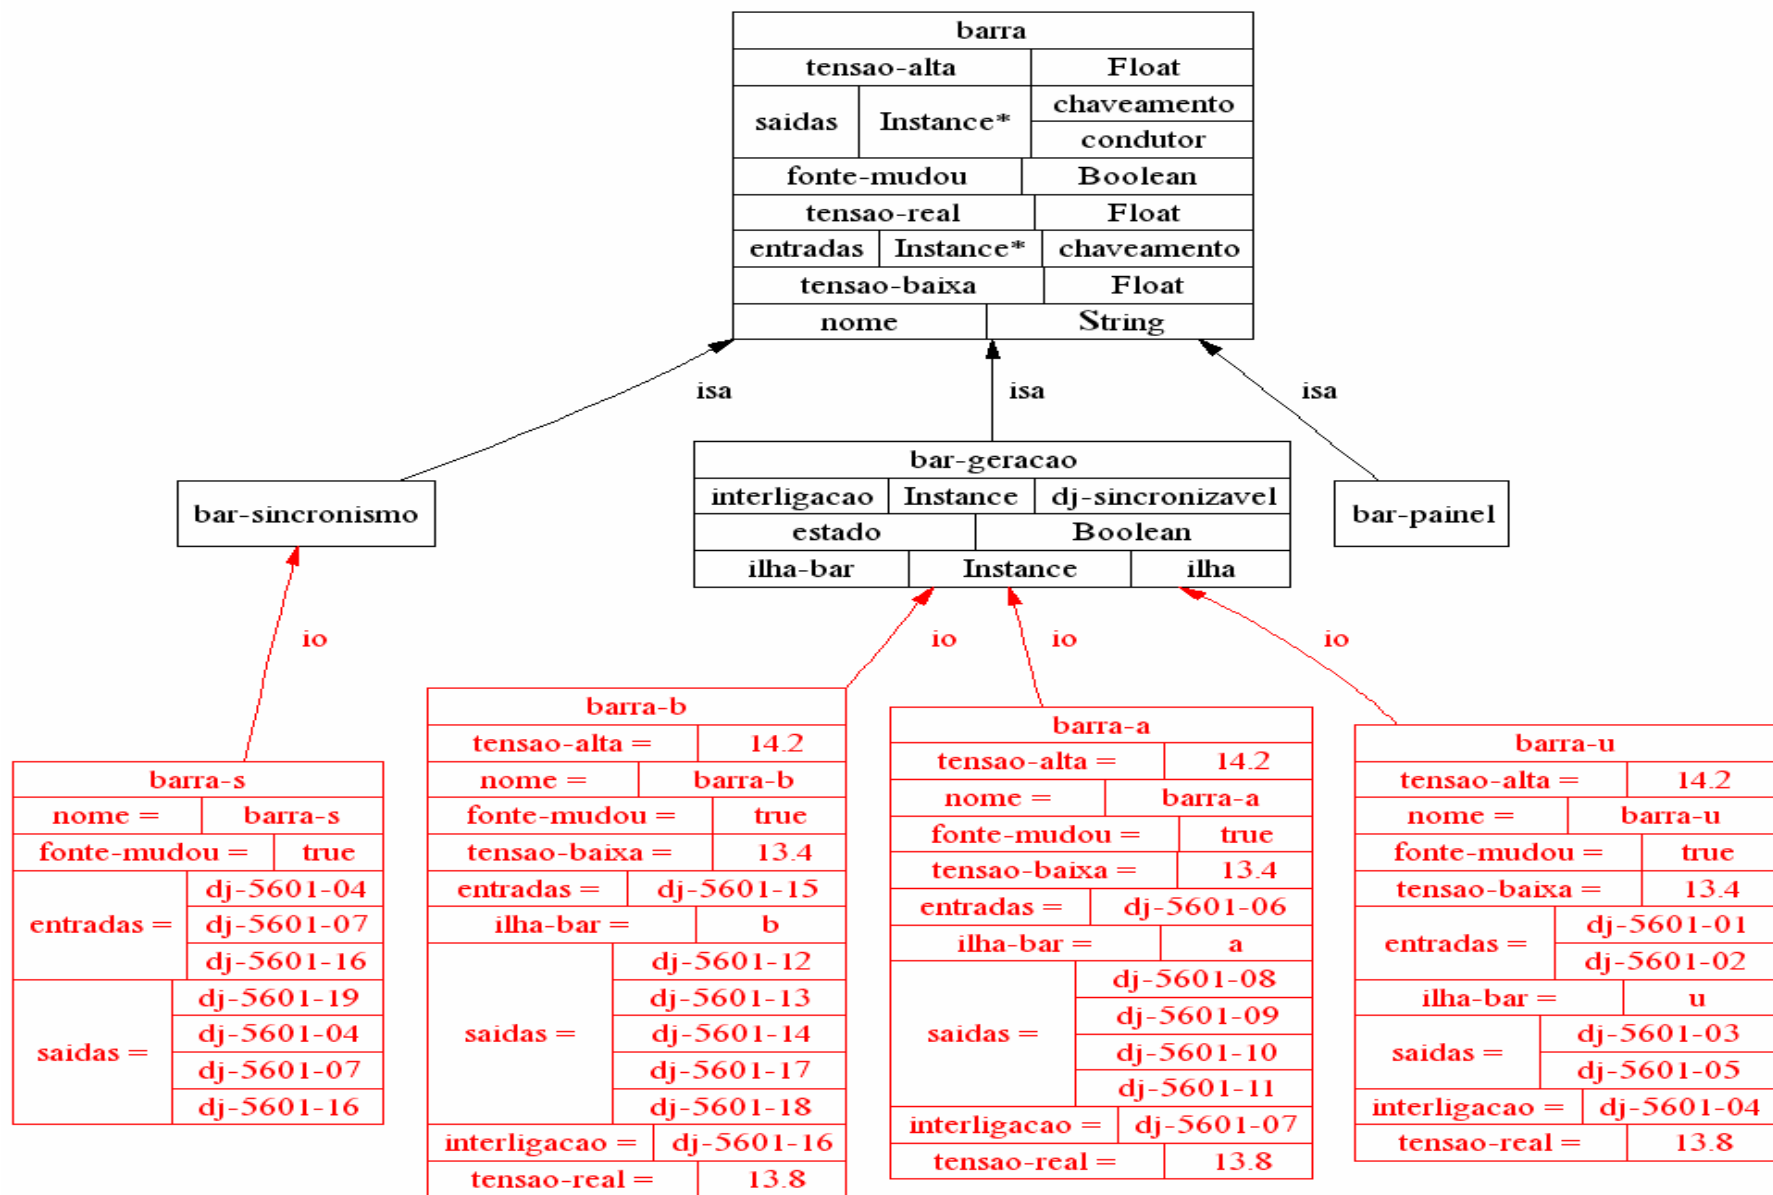 barra
tensao-alta Float
saidas Instance* chaveamento
condutor
fonte-mudou Boolean
tensao-real Float
entradas Instance* chaveamento
tensao-baixa Float
nome String
isa isa isa
bar-sincronismo
bar-geracao
interligacao Instance dj-sincronizavel
estado Boolean
ilha-bar Instance ilha
bar-painel
io io io io
barra-s
nome = barra-s
fonte-mudou = true
entradas = dj-5601-04
dj-5601-07
dj-5601-16
saidas = dj-5601-19
dj-5601-04
dj-5601-07
dj-5601-16
barra-b
tensao-alta = 14.2
nome = barra-b
fonte-mudou = true
tensao-baixa = 13.4
entradas = dj-5601-15
ilha-bar = b
saidas = dj-5601-12
dj-5601-13
dj-5601-14
dj-5601-17
dj-5601-18
interligacao = dj-5601-16
tensao-real = 13.8
barra-a
tensao-alta = 14.2
nome = barra-a
fonte-mudou = true
tensao-baixa = 13.4
entradas = dj-5601-06
ilha-bar = a
saidas = dj-5601-08
dj-5601-09
dj-5601-10
dj-5601-11
interligacao = dj-5601-07
tensao-real = 13.8
barra-u
tensao-alta = 14.2
nome = barra-u
fonte-mudou = true
tensao-baixa = 13.4
entradas = dj-5601-01
dj-5601-02
ilha-bar = u
saidas = dj-5601-03
dj-5601-05
interligacao = dj-5601-04
tensao-real = 13.8